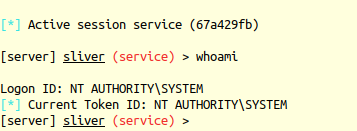 [*] Active session service (67a429fb)
[server] sliver (service) > whoami
Logon ID: NT AUTHORITY\SYSTEM
[*] Current Token ID: NT AUTHORITY\SYSTEM
[server] sliver (service) >